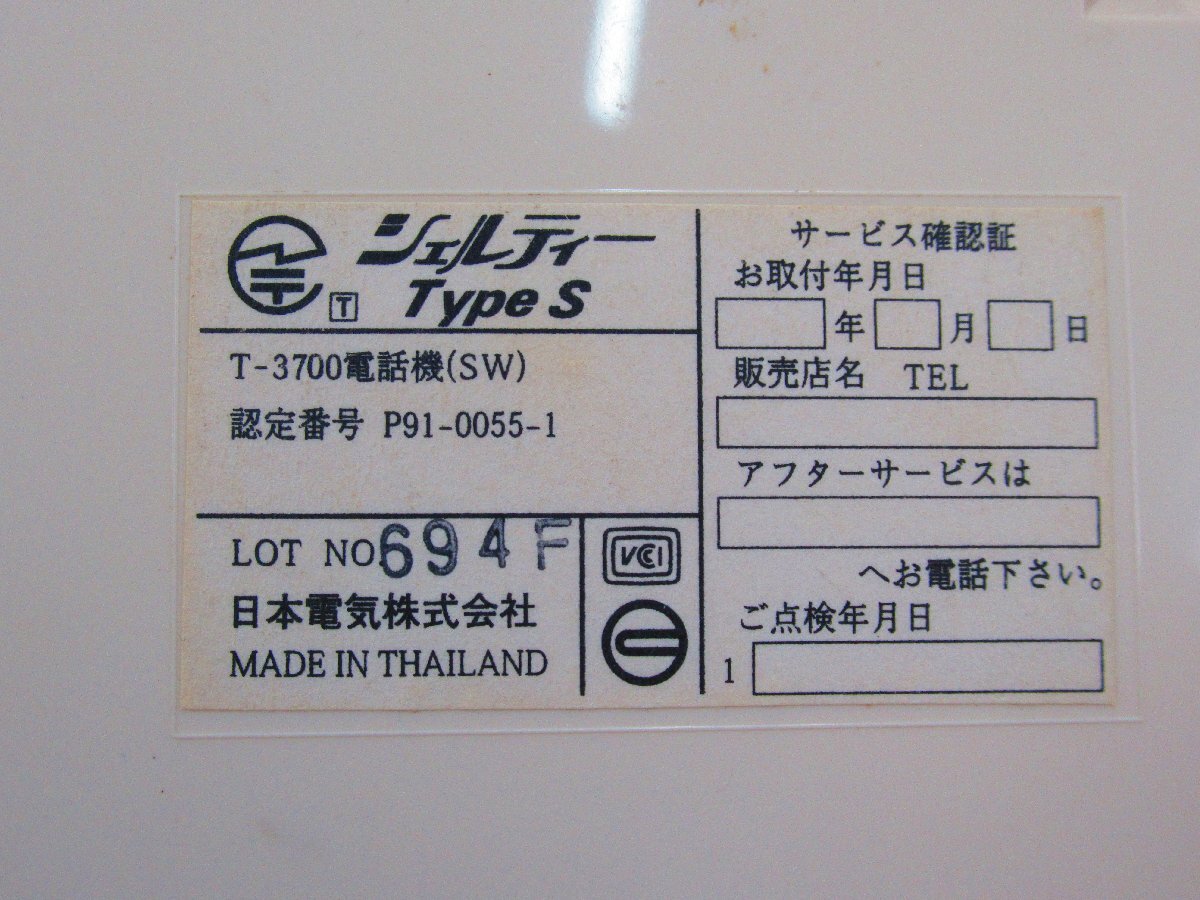 シェルティー
Type S
T
T-3700電話機(SW)
認定番号 P91-0055-1
LOT NO.694F
日本電気株式会社
MADE IN THAILAND
VCCI
サービス確認証
お取付年月日
年 月 日
販売店名 TEL
アフターサービスは
へお電話下さい。
ご点検年月日
1